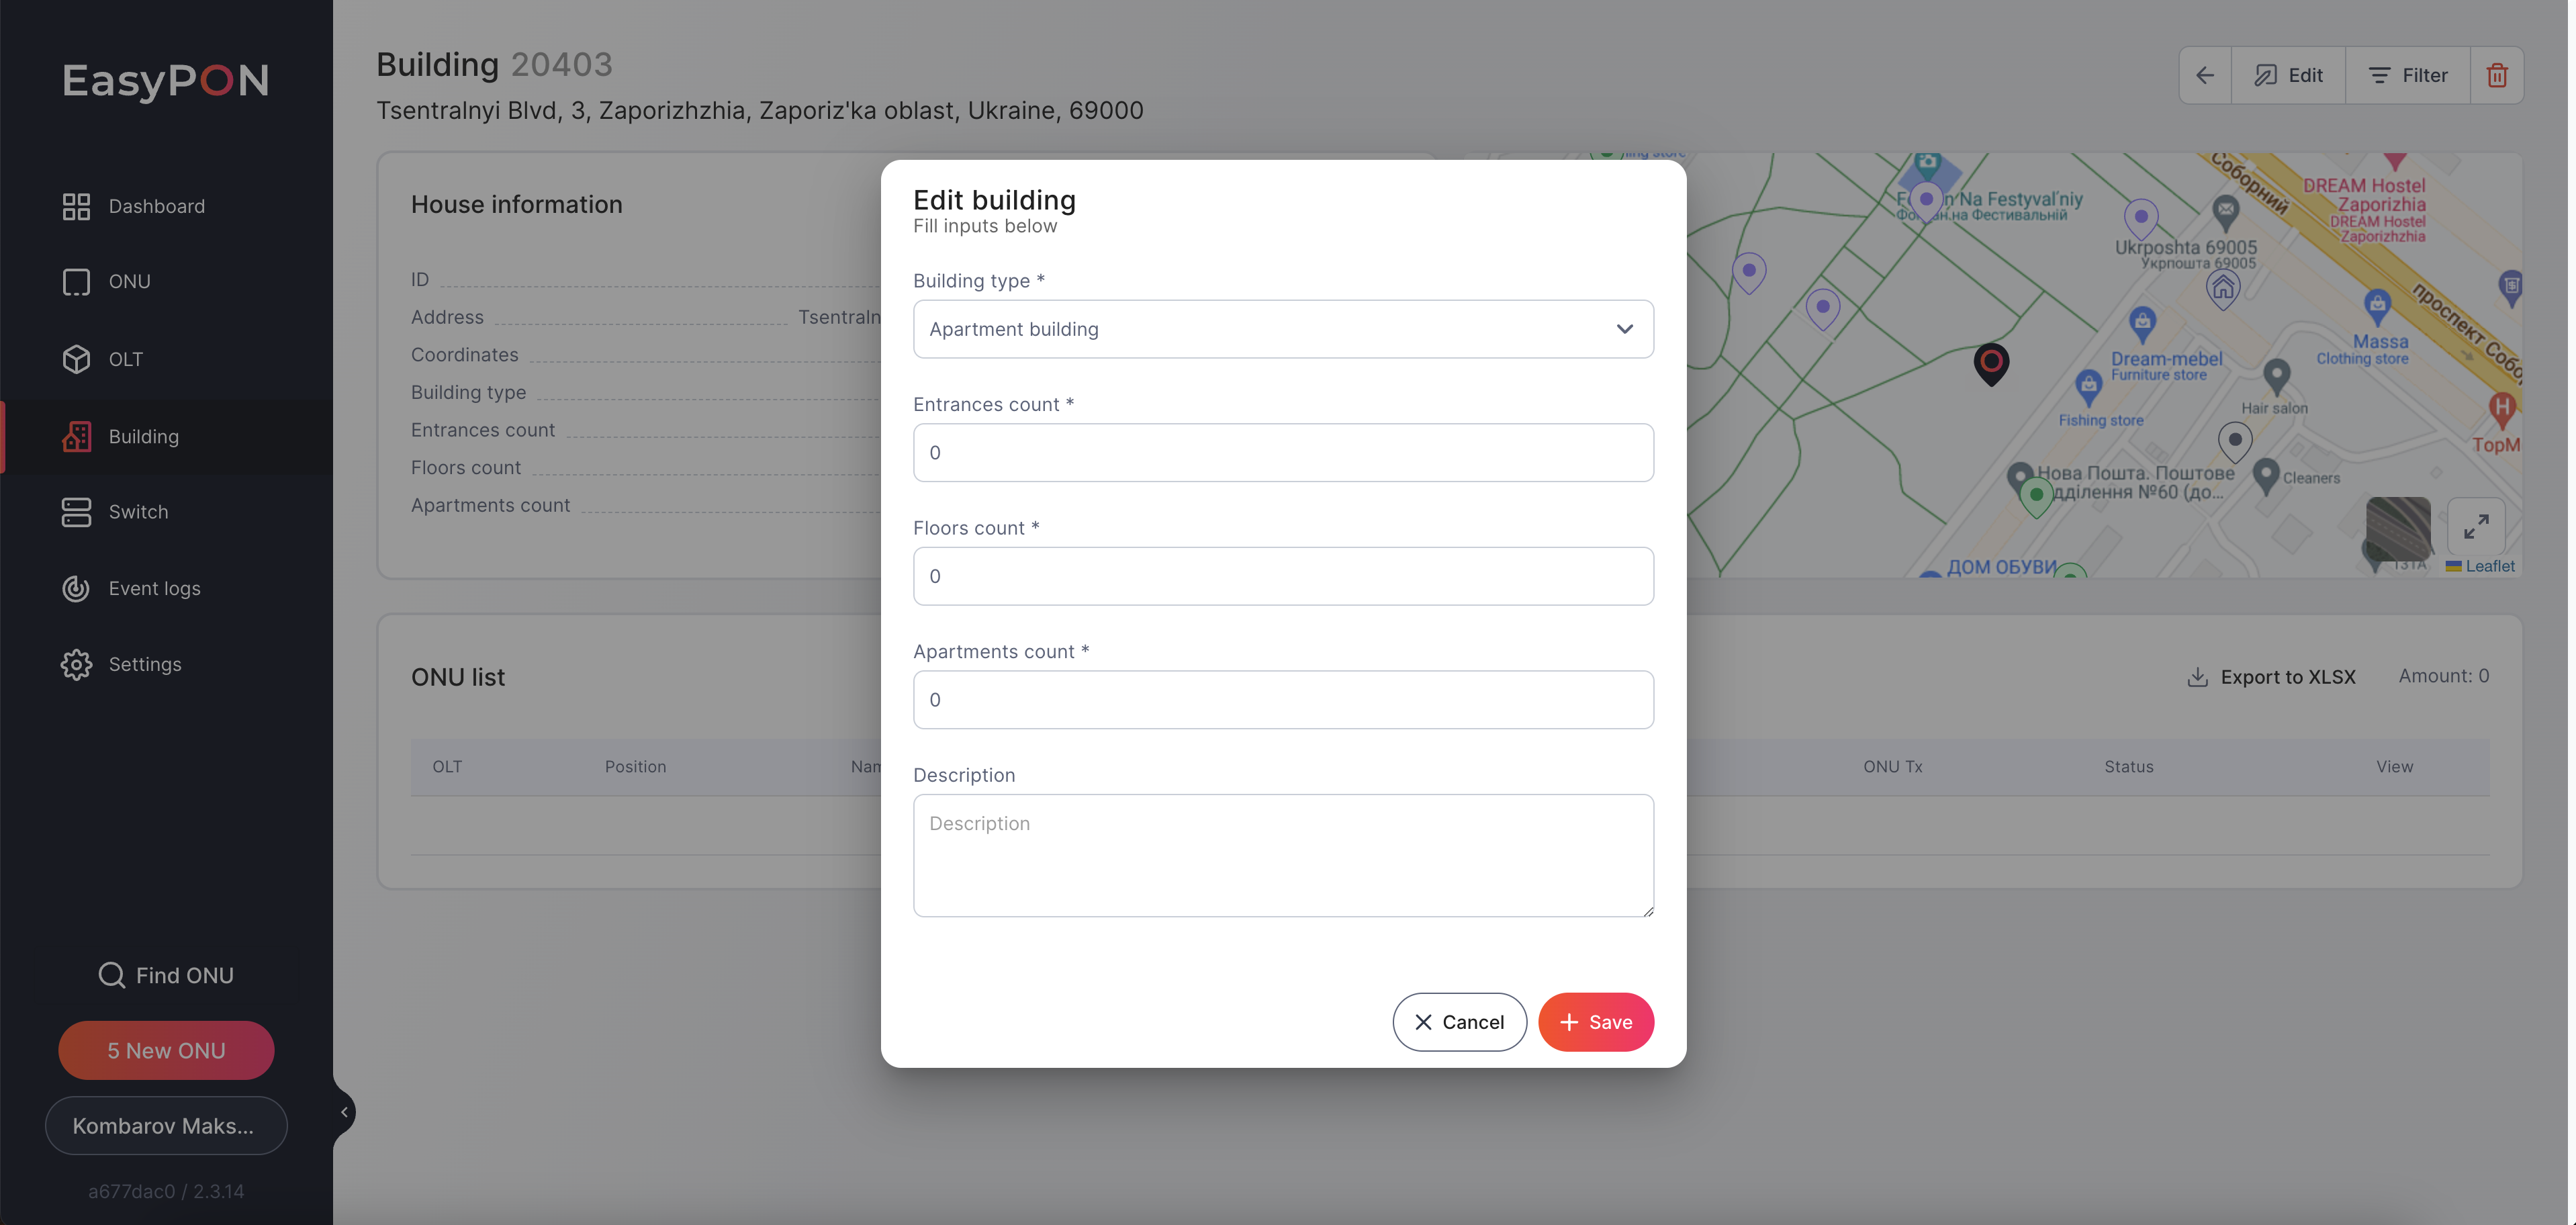 EasyPON
Dashboard
ONU
OLT
Building
Switch
Event logs
Settings
Find ONU
5 New ONU
Kombarov Maks...
a677dac0 / 2.3.14
Building 20403
Tsentralnyi Blvd, 3, Zaporizhzhia, Zaporiz'ka oblast, Ukraine, 69000
Edit
Filter
House information
ID
Address
Tsentraln
Coordinates
Building type
Entrances count
Floors count
Apartments count
Edit building
Fill inputs below
Building type *
Apartment building
Entrances count *
0
Floors count *
0
Apartments count *
0
Description
Description
Cancel
Save
Na Festyval'niy
на Фестивальній
Соборний
DREAM Hostel
Zaporizhzhia
DREAM Hostel
Zaporizhzhia
Ukrposhta 69005
Укрпошта 69005
проспект Собо
Massa
Clothing store
Dream-mebel
Furniture store
Fishing store
Hair salon
ТорМ
Нова Пошта. Поштове
дділення №60 (до...
Cleaners
ДОМ ОБУВИ
131A
Leaflet
ONU list
Export to XLSX
Amount: 0
OLT
Position
Nam
ONU Tx
Status
View